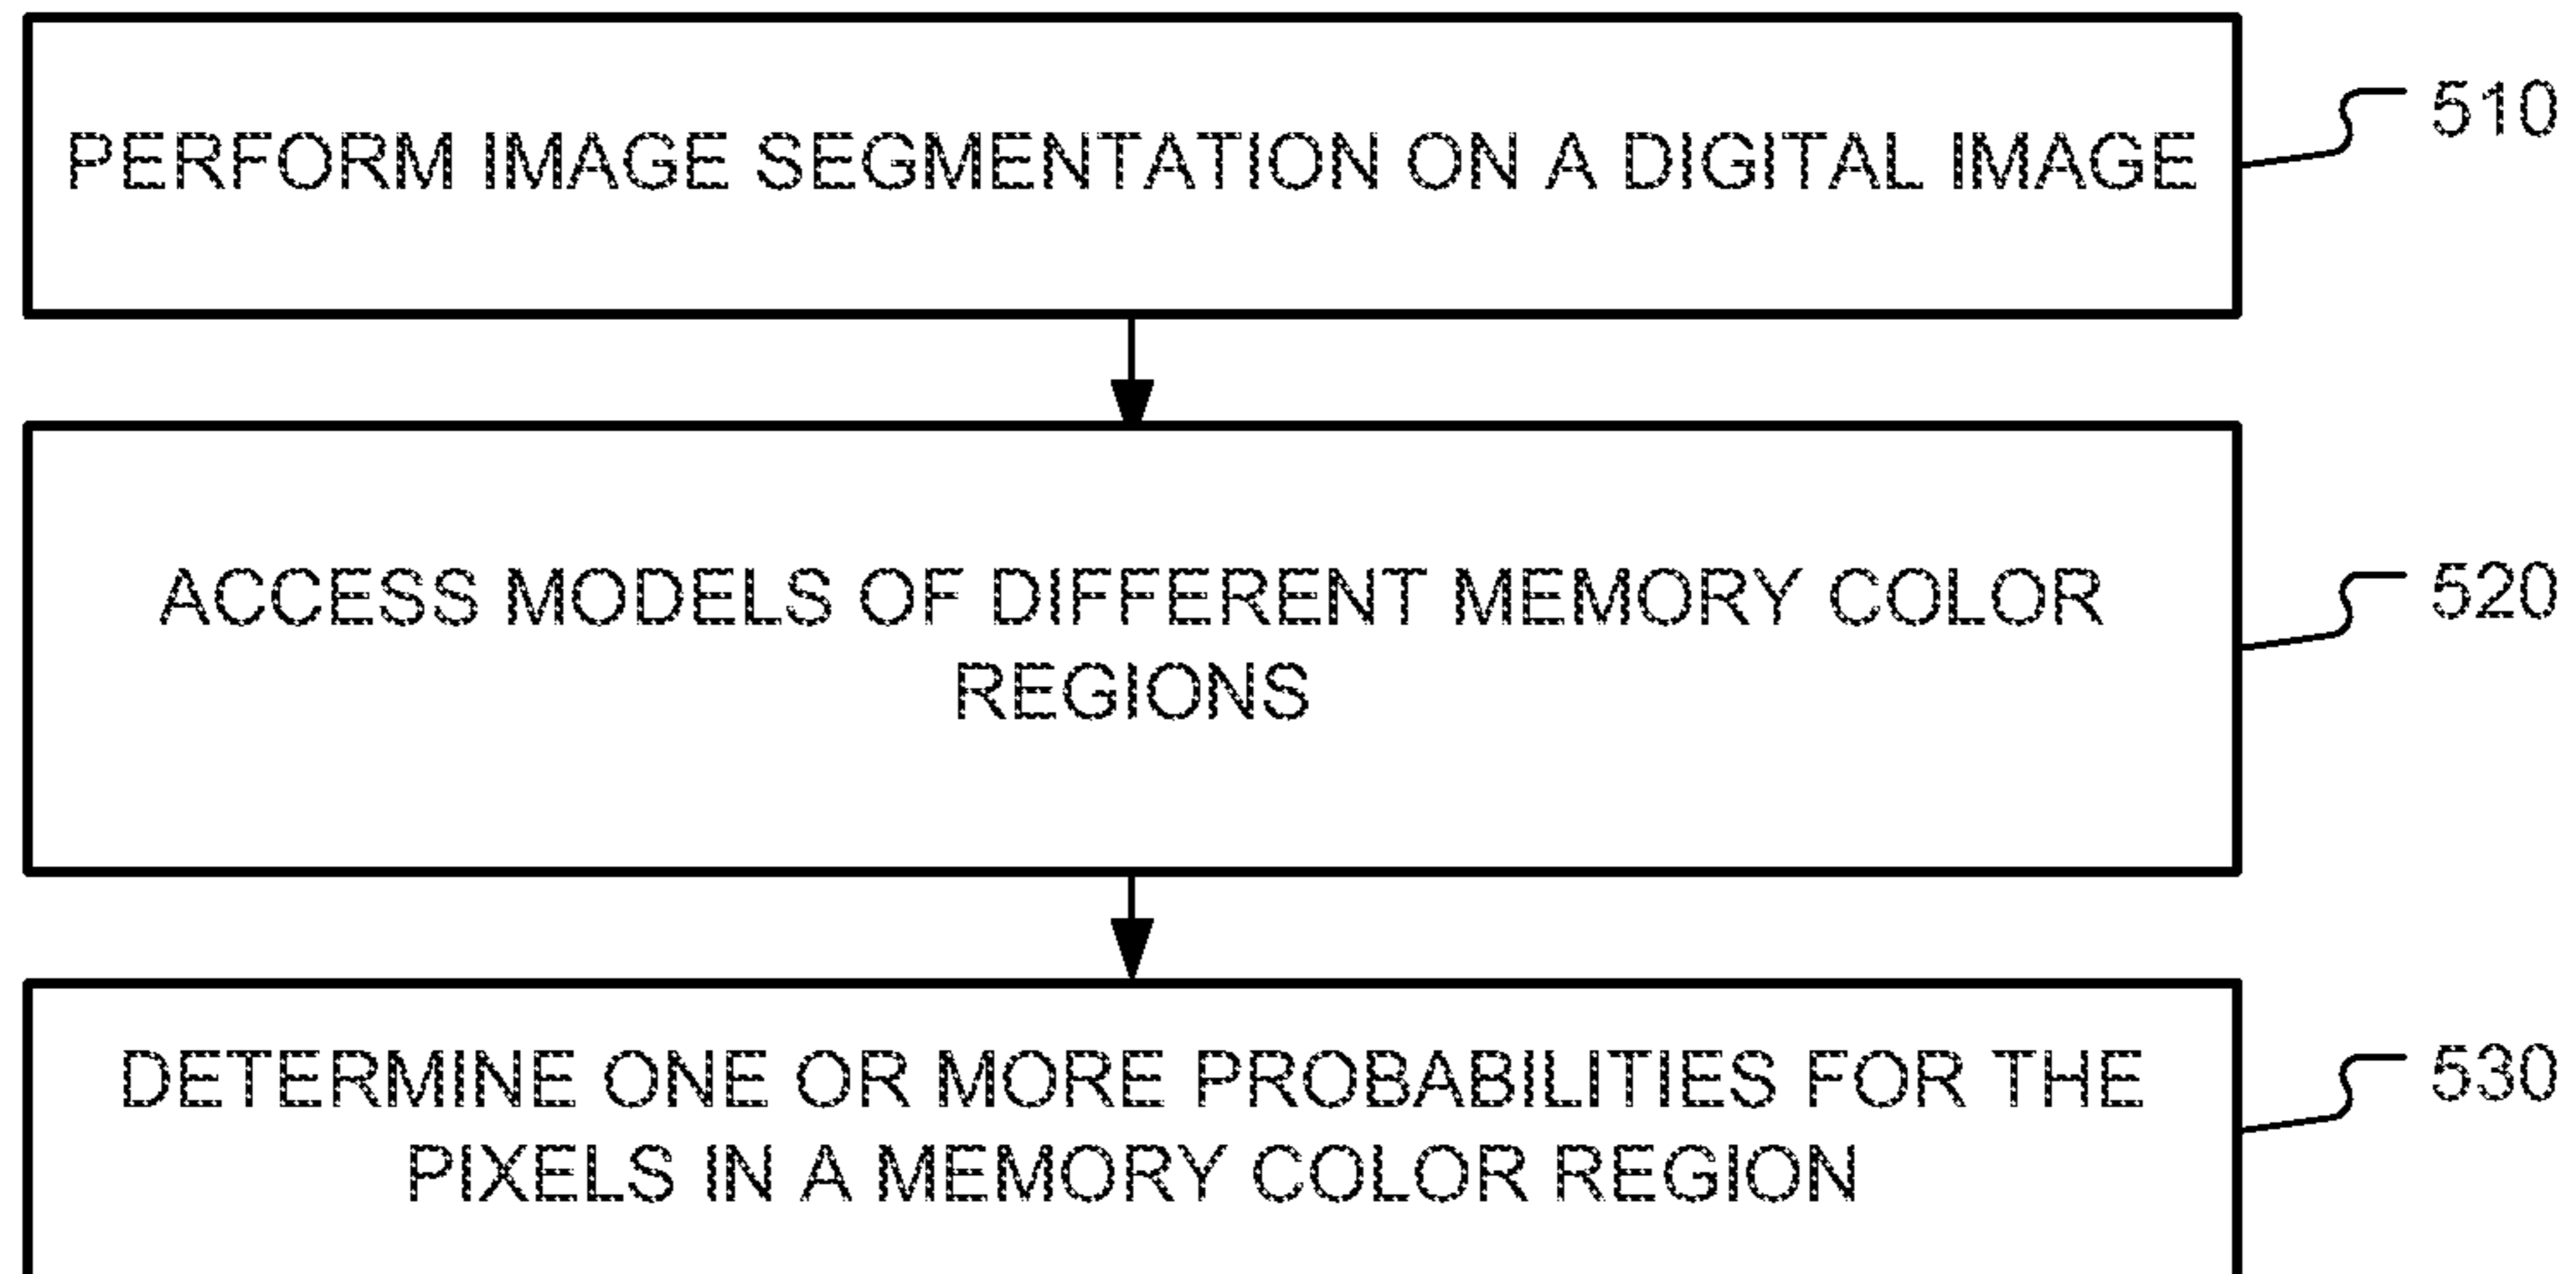 PERFORM IMAGE SEGMENTATION ON A DIGITAL IMAGE
510
ACCESS MODELS OF DIFFERENT MEMORY COLOR
REGIONS
520
DETERMINE ONE OR MORE PROBABILITIES FOR THE
PIXELS IN A MEMORY COLOR REGION
530